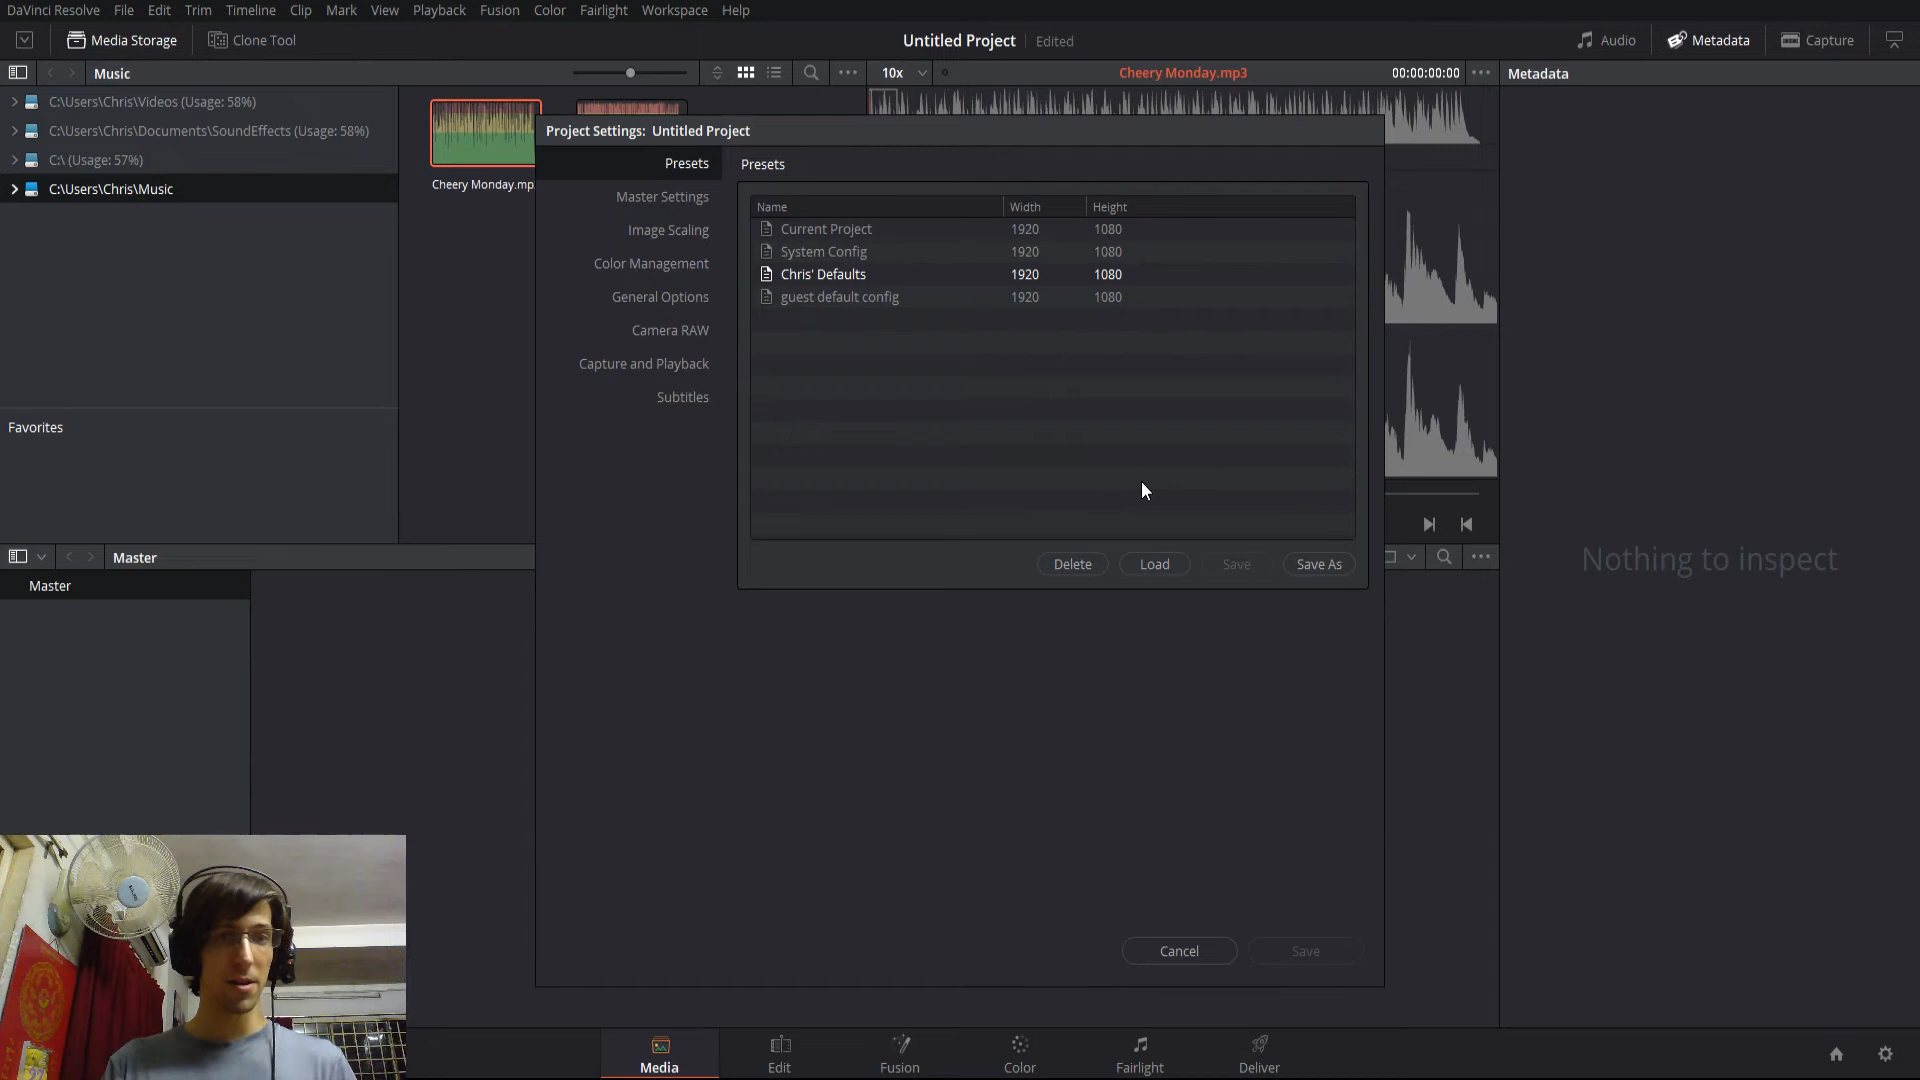 DaVinci Resolve File Edit Trim Timeline Clip Mark View Playback Fusion Color Fairlight Workspace Help
Media Storage Clone Tool Untitled Project Edited Audio Metadata Capture
Music 10x Cheery Monday.mp3 00:00:00:00 Metadata
C:\Users\Chris\Videos (Usage: 58%)
C:\Users\Chris\Documents\SoundEffects (Usage: 58%)
C:\ (Usage: 57%)
C:\Users\Chris\Music
Cheery Monday.mp
Favorites
Master
Master
Project Settings: Untitled Project
Presets
Master Settings
Image Scaling
Color Management
General Options
Camera RAW
Capture and Playback
Subtitles
Presets
Name Width Height
Current Project 1920 1080
System Config 1920 1080
Chris' Defaults 1920 1080
guest default config 1920 1080
Delete Load Save Save As
Cancel Save
Nothing to inspect
Media Edit Fusion Color Fairlight Deliver